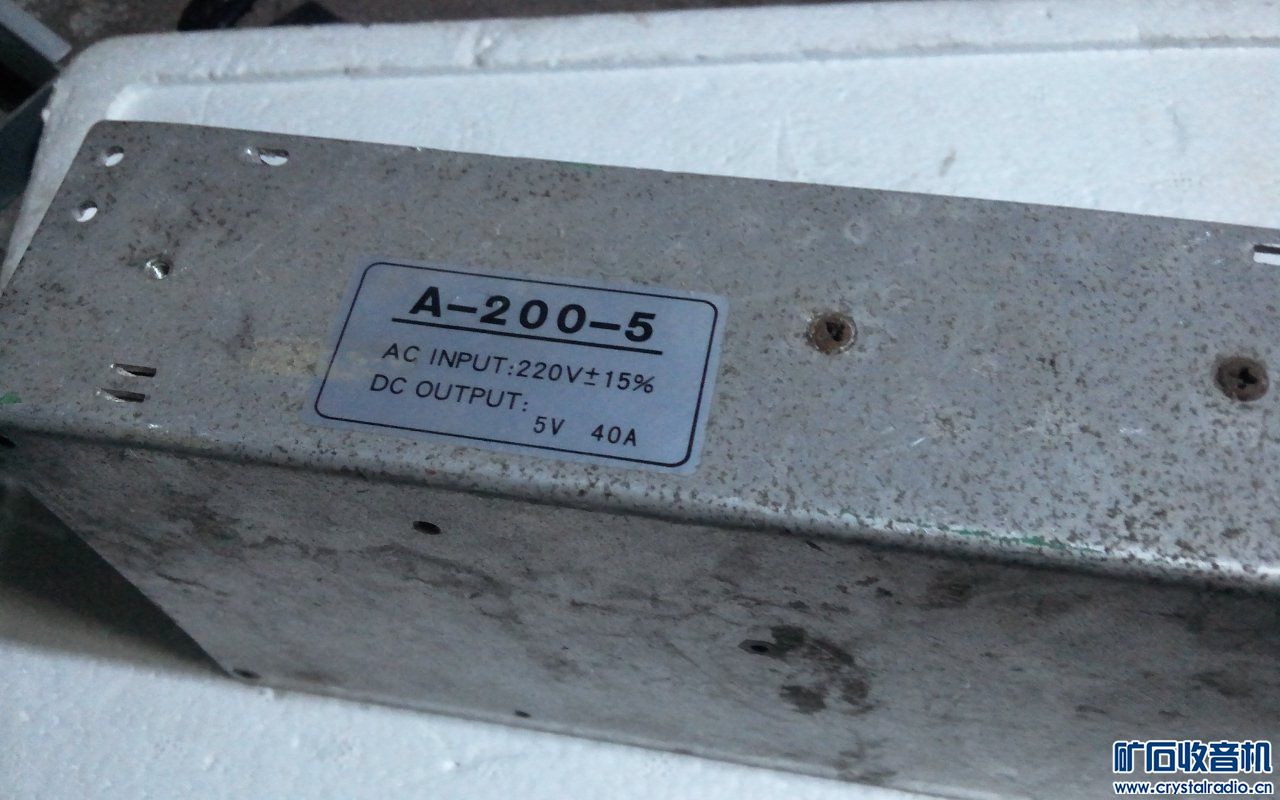 A-200-5
AC INPUT:220V±15%
DC OUTPUT:
5V 40A
矿石收音机
www.crystalradio.cn